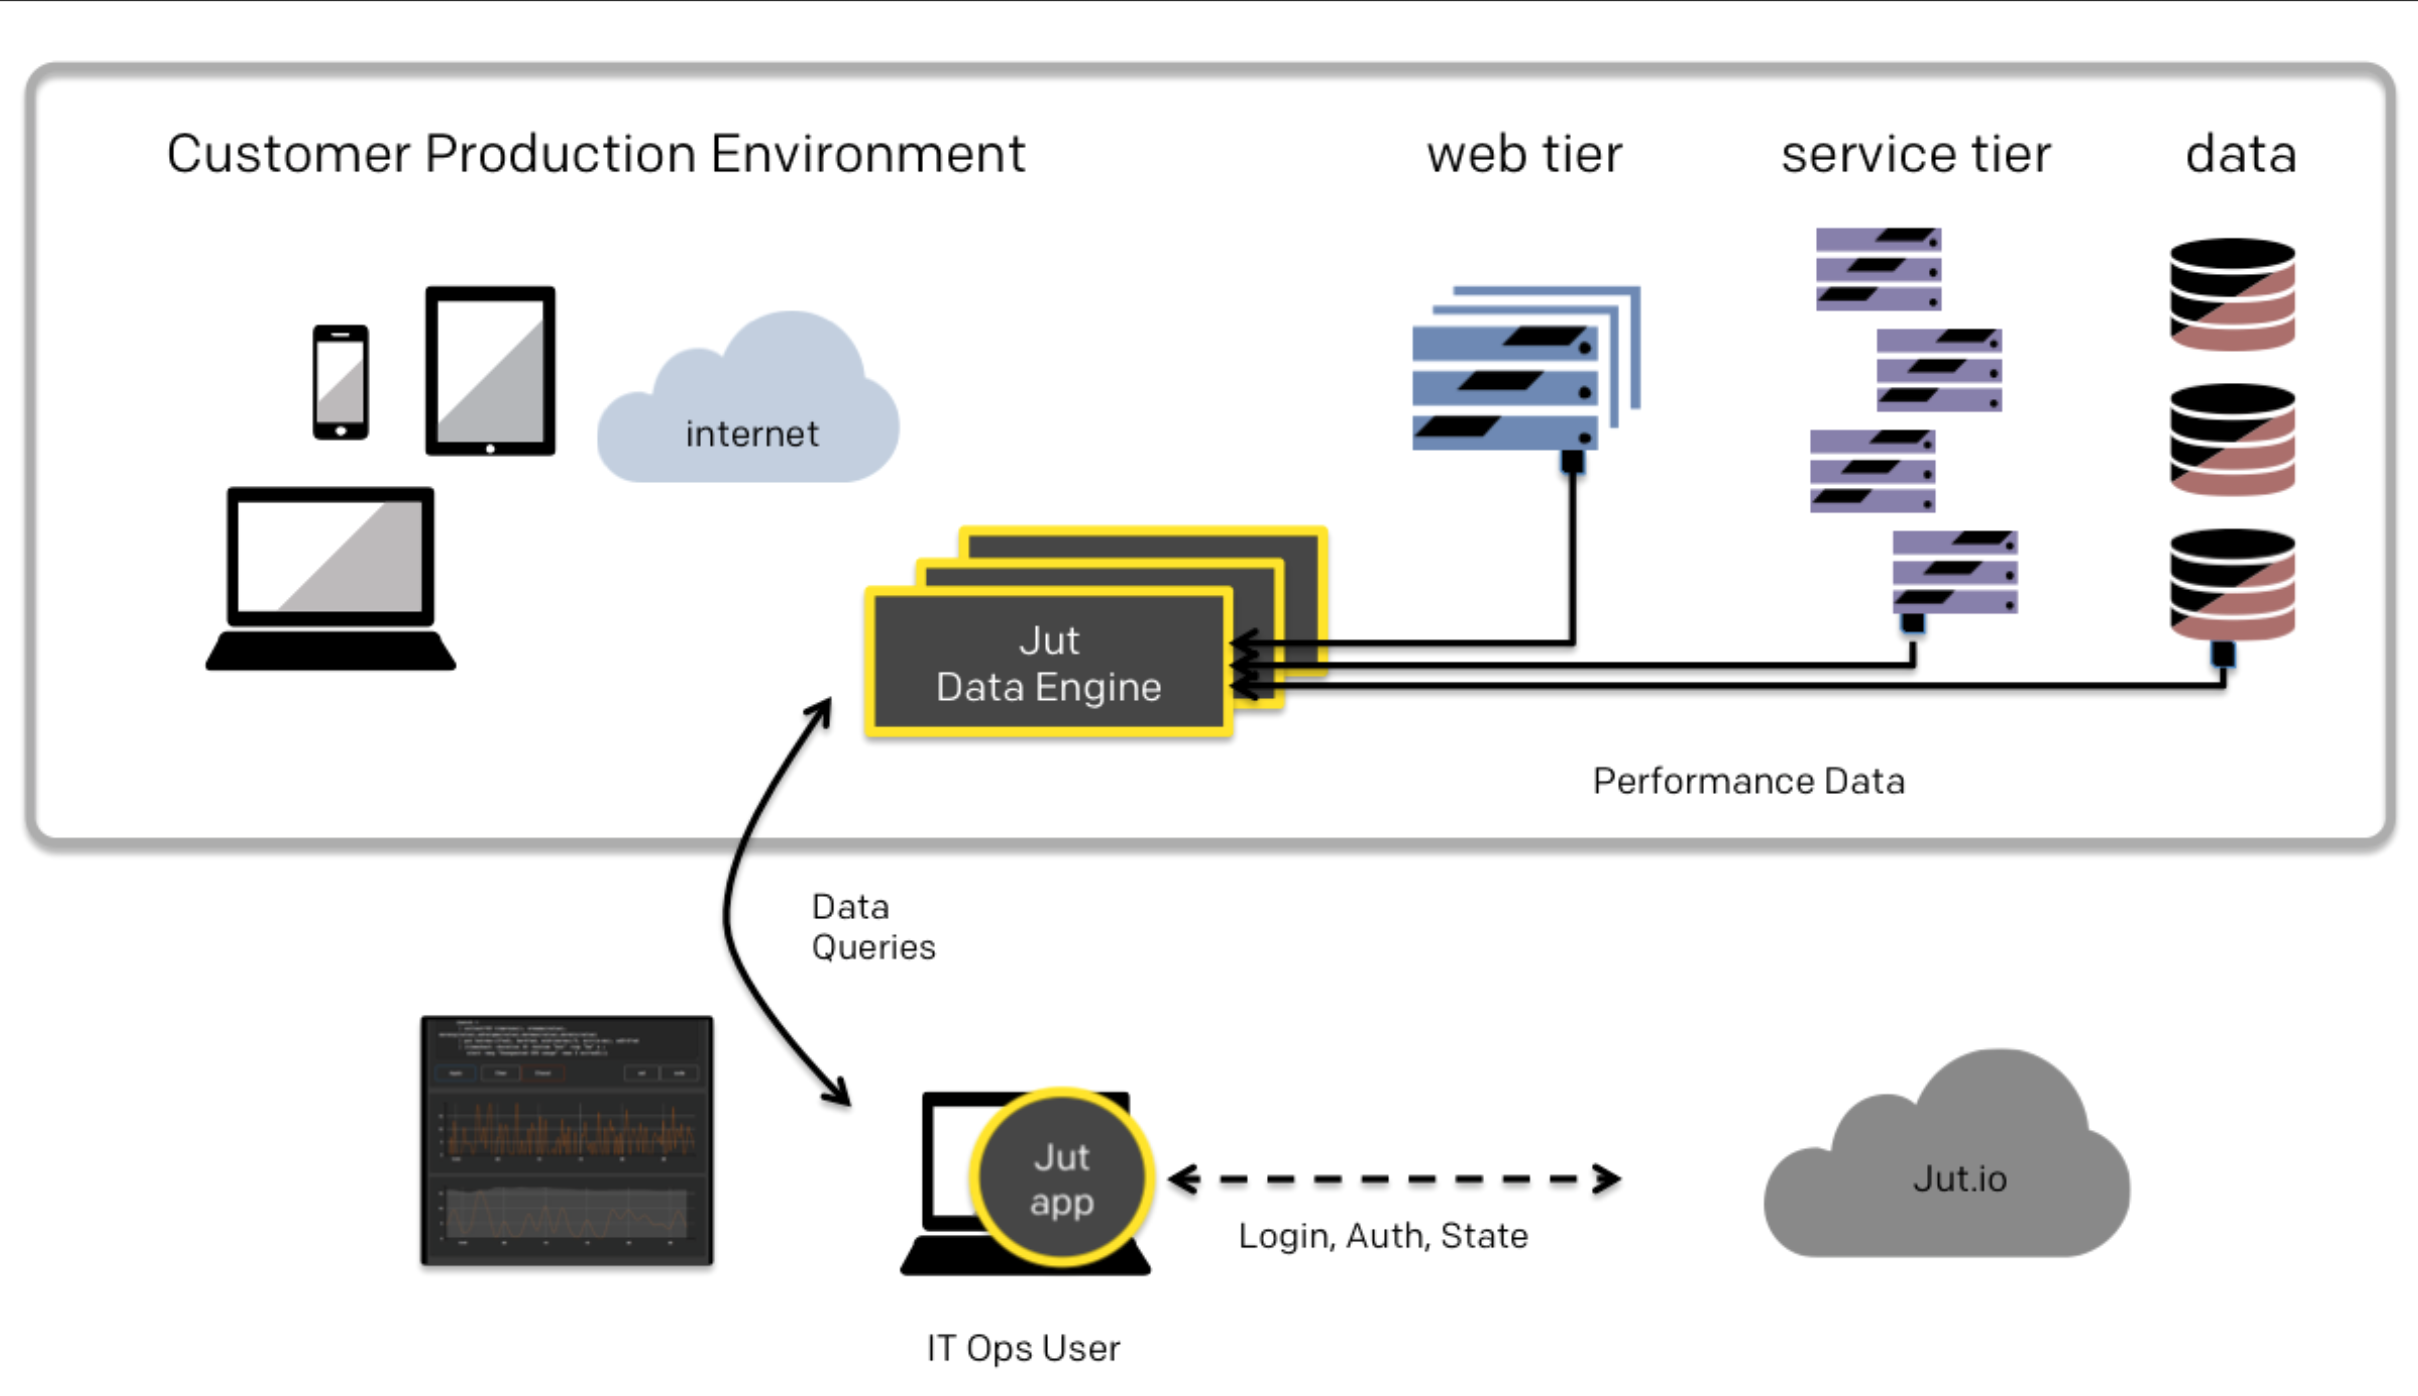 Customer Production Environment
web tier
service tier
data
internet
Jut
Data Engine
Performance Data
Data
Queries
Jut
app
Login, Auth, State
Jut.io
IT Ops User